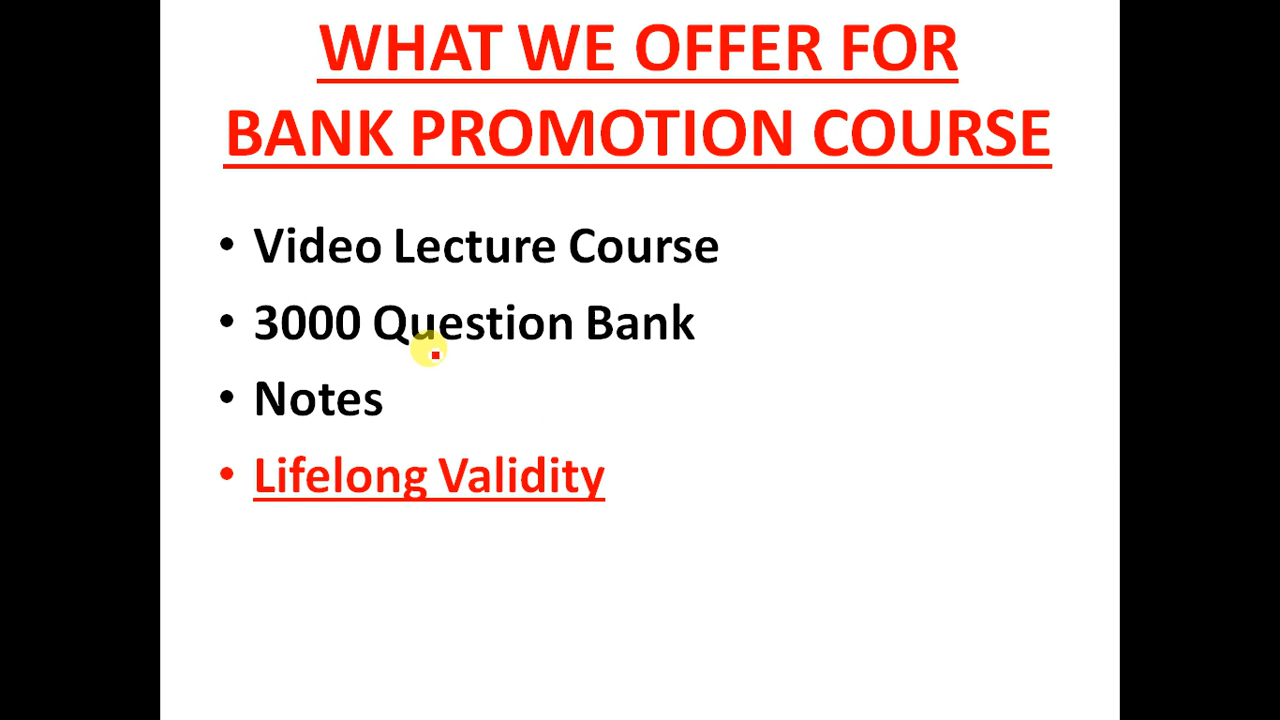 WHAT WE OFFER FOR
BANK PROMOTION COURSE
• Video Lecture Course
• 3000 Question Bank
• Notes
• Lifelong Validity